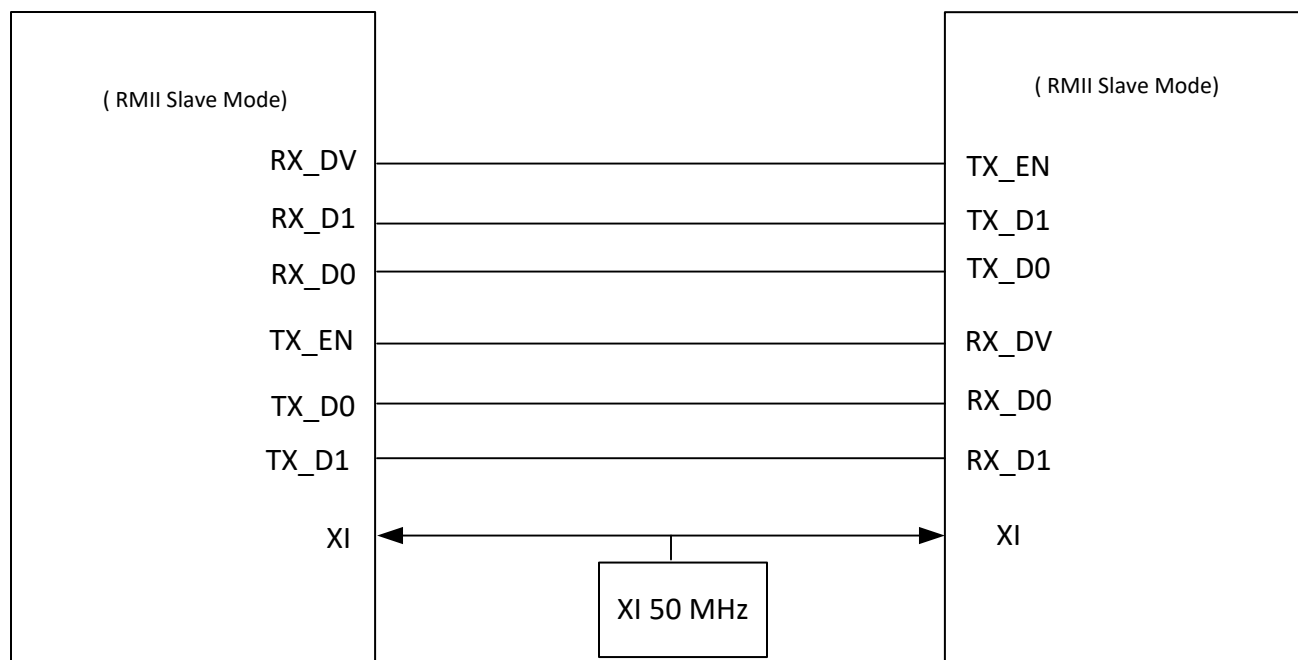 ( RMII Slave Mode)
RX_DV
RX_D1
RX_D0
TX_EN
TX_D0
TX_D1
XI
XI 50 MHz
( RMII Slave Mode)
TX_EN
TX_D1
TX_D0
RX_DV
RX_D0
RX_D1
XI